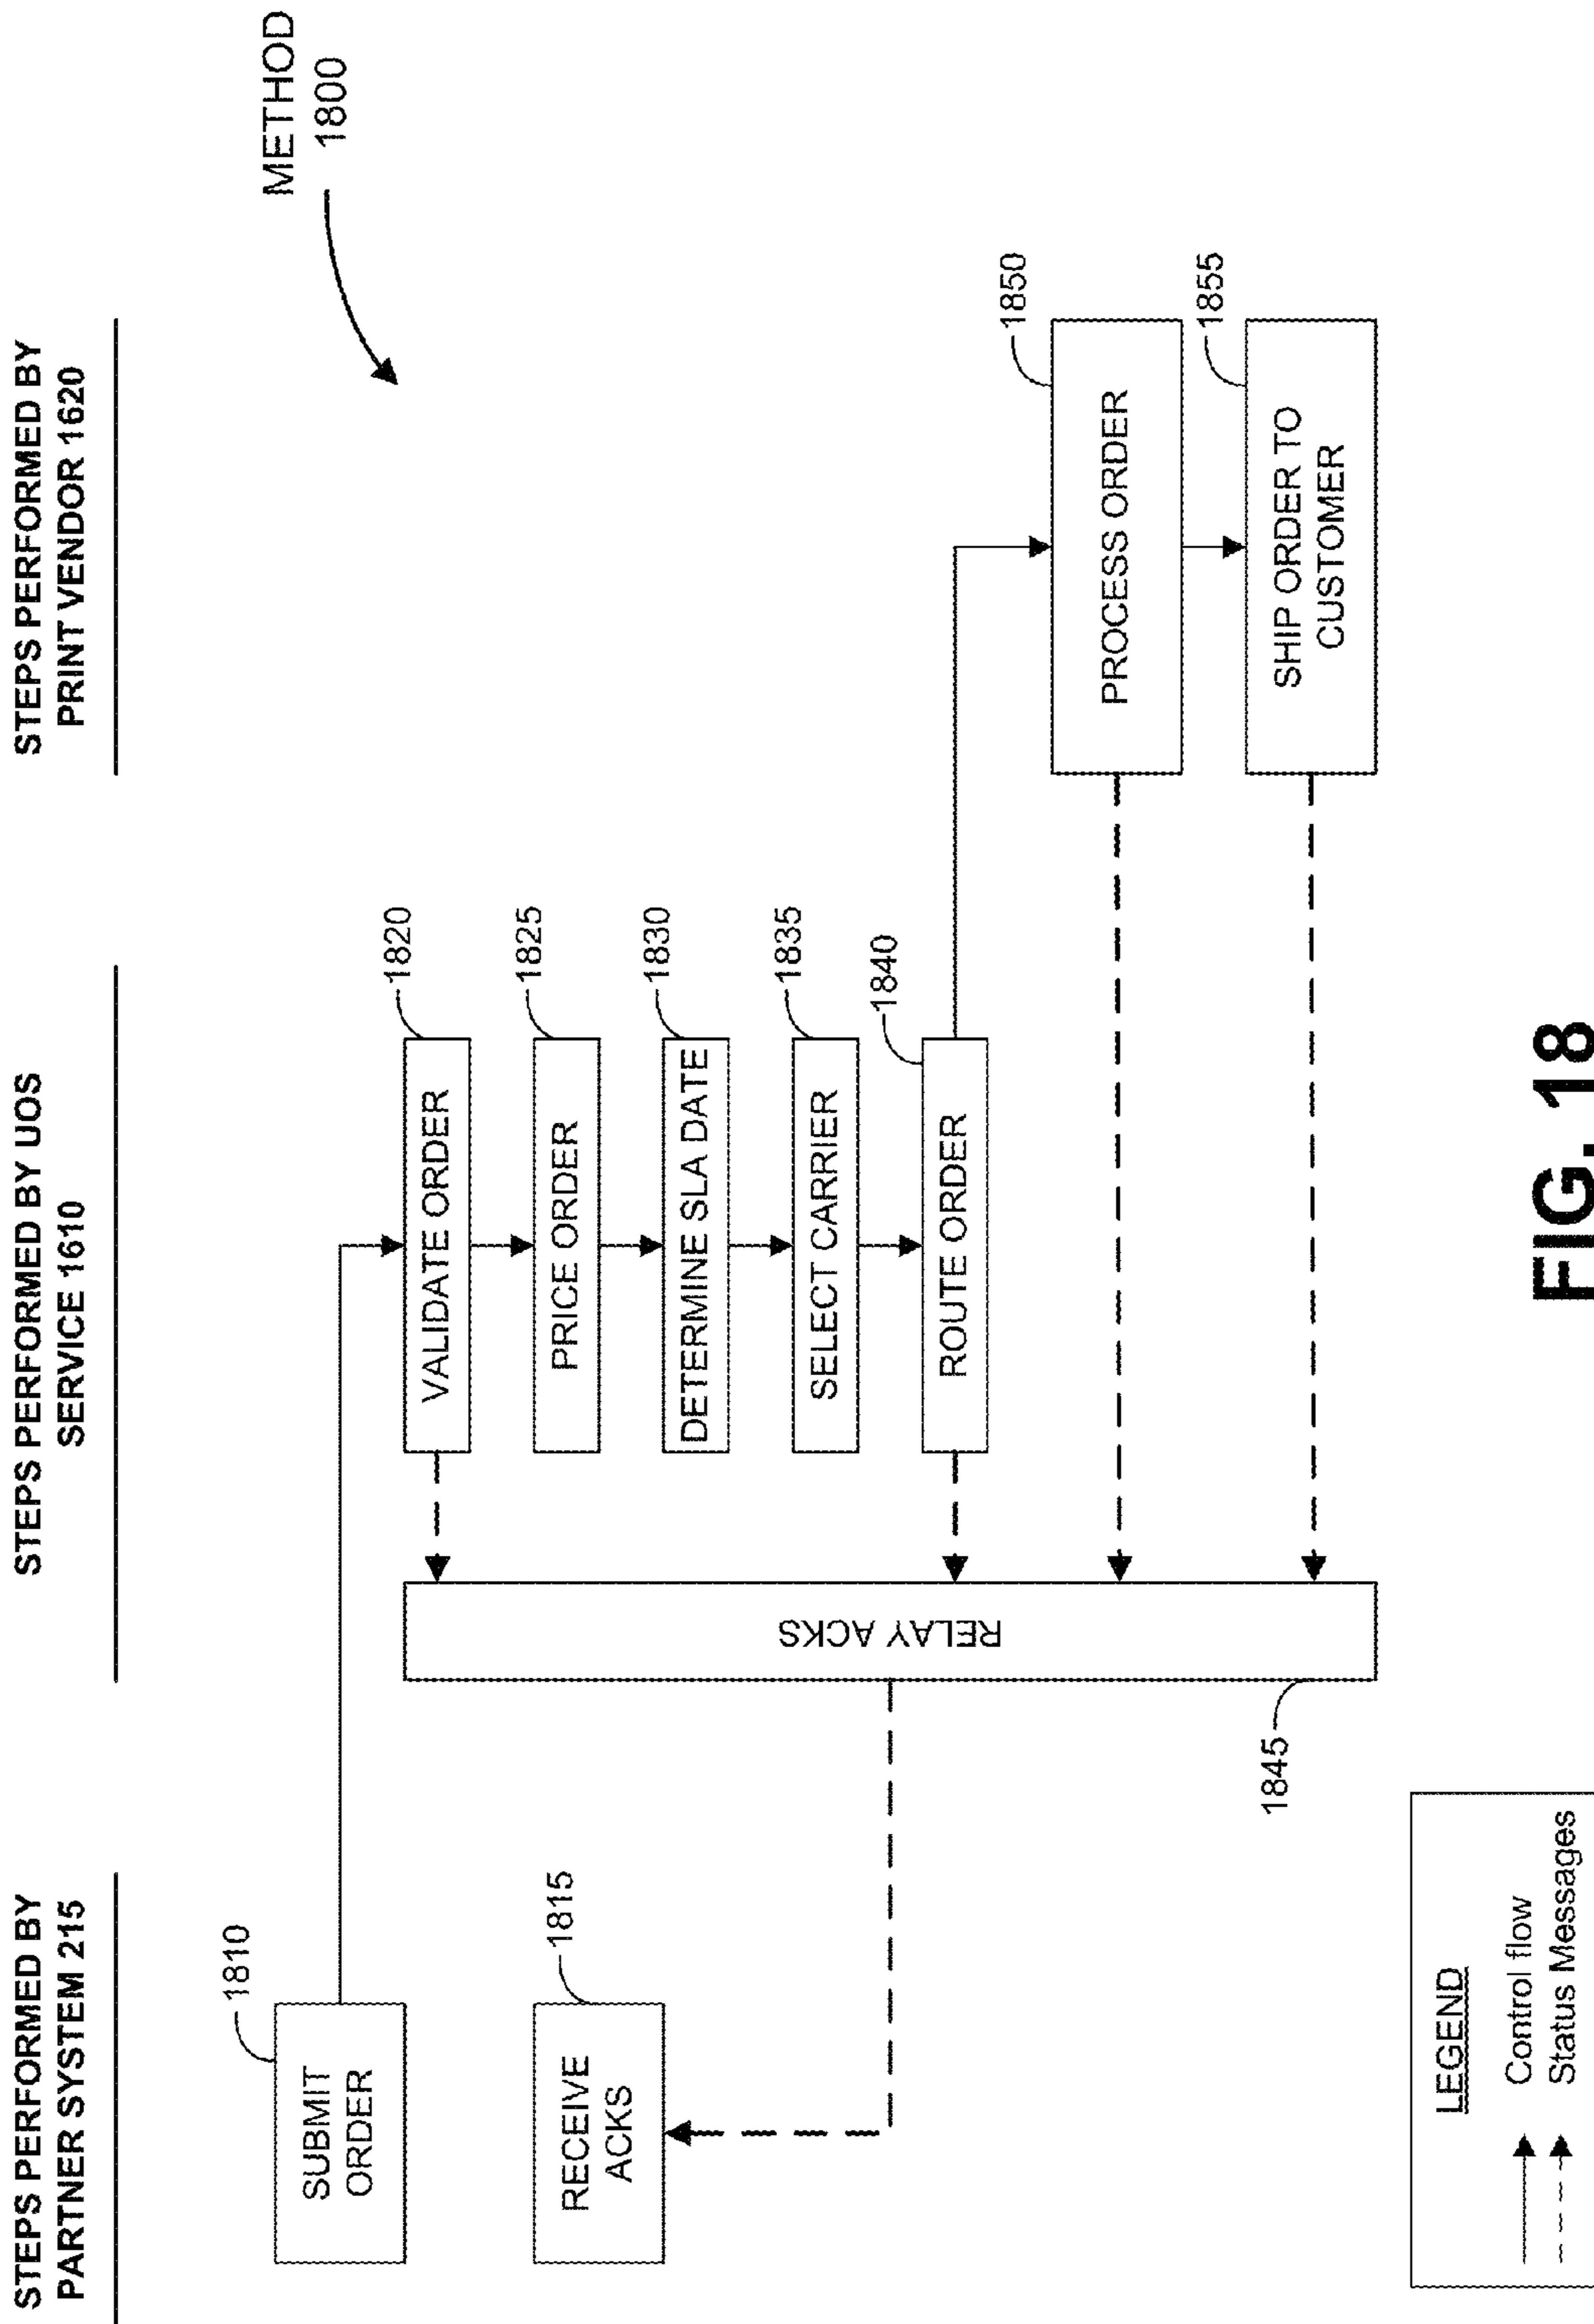 STEPS PERFORMED BY
PARTNER SYSTEM 215
STEPS PERFORMED BY UOS
SERVICE 1610
STEPS PERFORMED BY
PRINT VENDOR 1620
METHOD
1800
1810
SUBMIT
ORDER
1815
RECEIVE
ACKS
1820
VALIDATE ORDER
1825
PRICE ORDER
1830
DETERMINE SLA DATE
1835
SELECT CARRIER
1840
ROUTE ORDER
RELAY ACKS
1845
1850
PROCESS ORDER
1855
SHIP ORDER TO
CUSTOMER
LEGEND
Control flow
Status Messages
FIG. 18